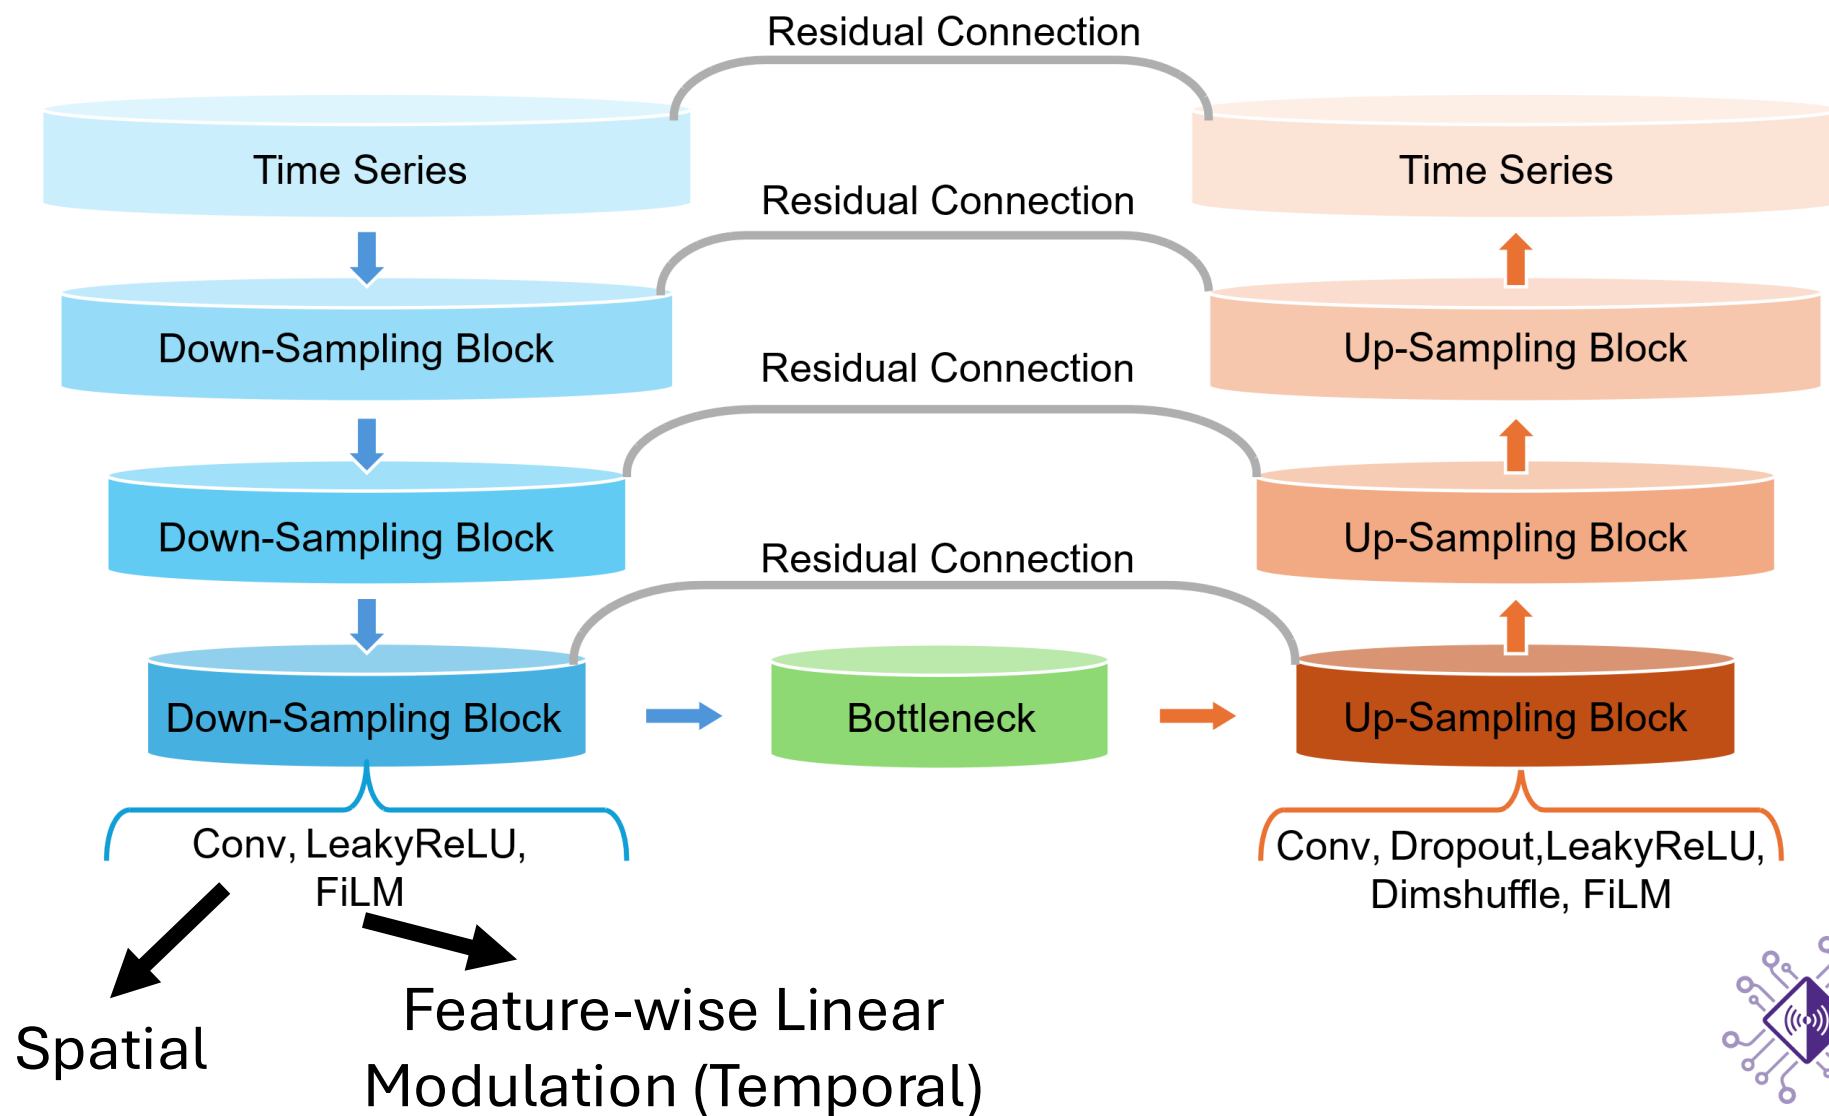 Residual Connection
Time Series
Time Series
Residual Connection
Down-Sampling Block
Up-Sampling Block
Residual Connection
Down-Sampling Block
Up-Sampling Block
Residual Connection
Down-Sampling Block
Bottleneck
Up-Sampling Block
Conv, LeakyReLU,
FiLM
Conv, Dropout,LeakyReLU,
Dimshuffle, FiLM
Spatial
Feature-wise Linear
Modulation (Temporal)